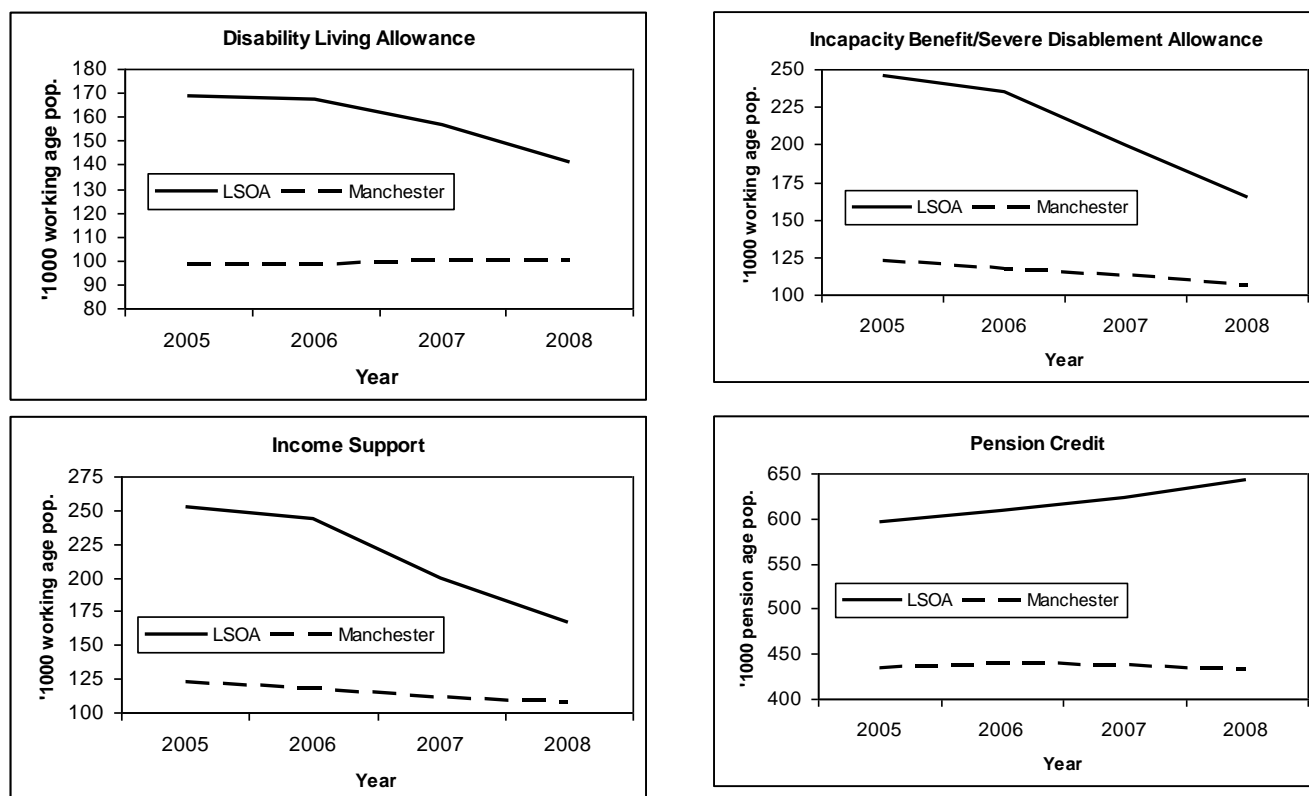 Disability Living Allowance
180
170
160
150
140
130
120
110
100
90
80
'1000 working age pop.
LSOA Manchester
2005 2006 2007 2008
Year
Incapacity Benefit/Severe Disablement Allowance
250
225
200
175
150
125
100
'1000 working age pop.
LSOA Manchester
2005 2006 2007 2008
Year
Income Support
275
250
225
200
175
150
125
100
'1000 working age pop.
LSOA Manchester
2005 2006 2007 2008
Year
Pension Credit
650
600
550
500
450
400
'1000 pension age pop.
LSOA Manchester
2005 2006 2007 2008
Year